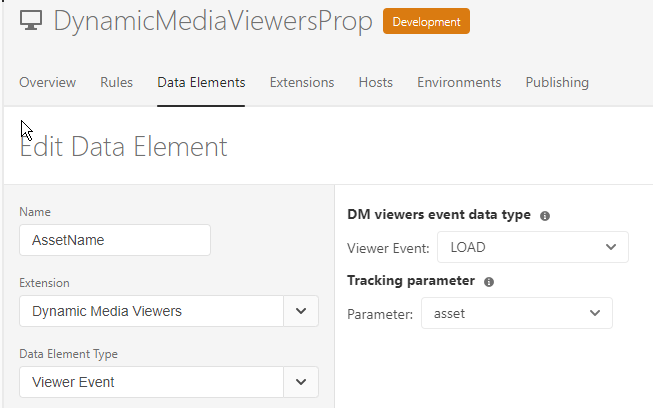 DynamicMediaViewersProp Development
Overview Rules Data Elements Extensions Hosts Environments Publishing
Edit Data Element
Name
AssetName
Extension
Dynamic Media Viewers
Data Element Type
Viewer Event
DM viewers event data type
Viewer Event: LOAD
Tracking parameter
Parameter: asset